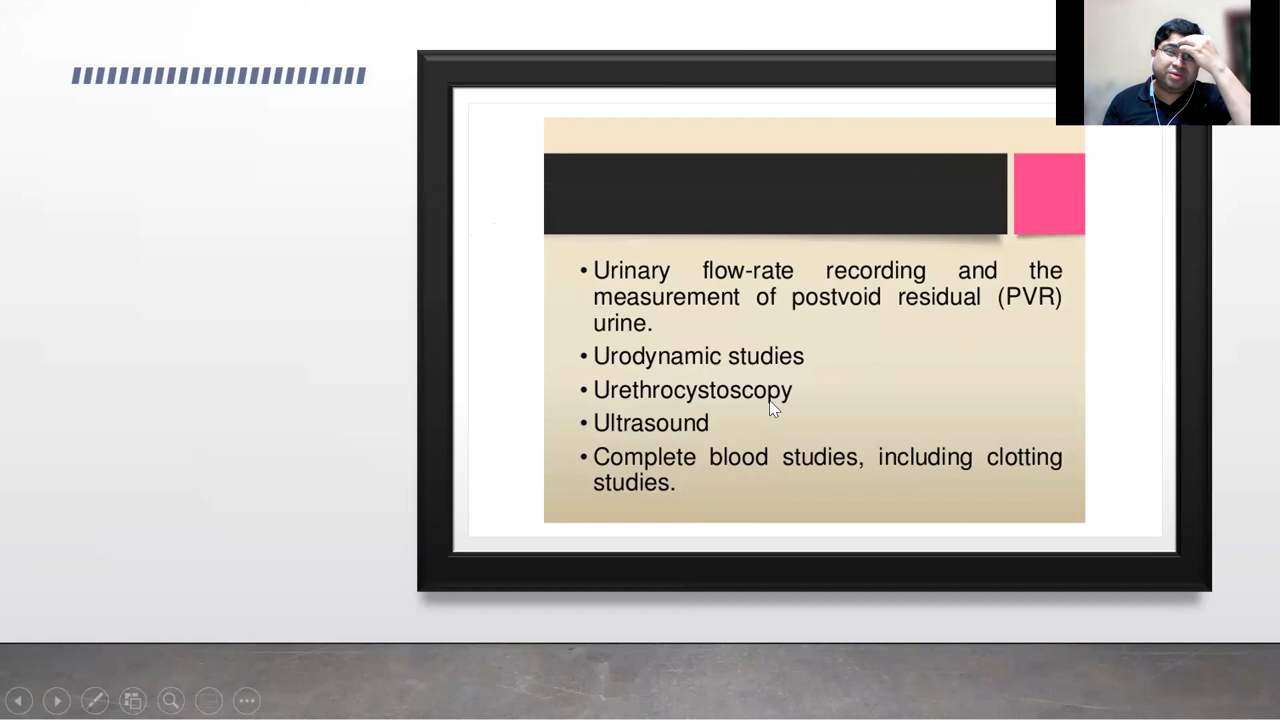 • Urinary flow-rate recording and the
measurement of postvoid residual (PVR)
urine.
• Urodynamic studies
• Urethrocystoscopy
• Ultrasound
• Complete blood studies, including clotting
studies.